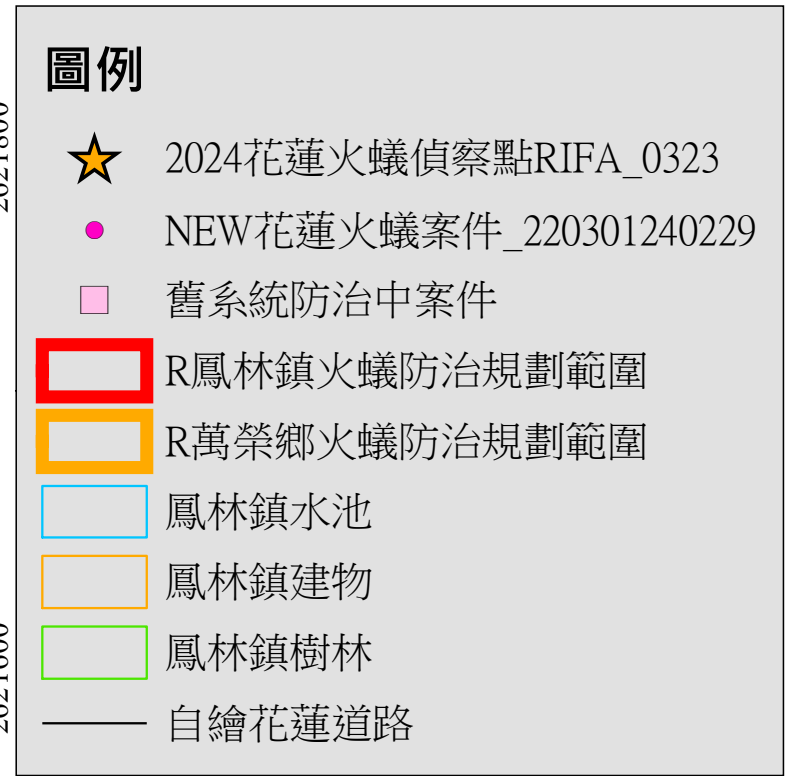 圖例
2024花蓮火蟻偵察點RIFA_0323
NEW花蓮火蟻案件_220301240229
舊系統防治中案件
R鳳林鎮火蟻防治規劃範圍
R萬榮鄉火蟻防治規劃範圍
鳳林鎮水池
鳳林鎮建物
鳳林鎮樹林
自繪花蓮道路